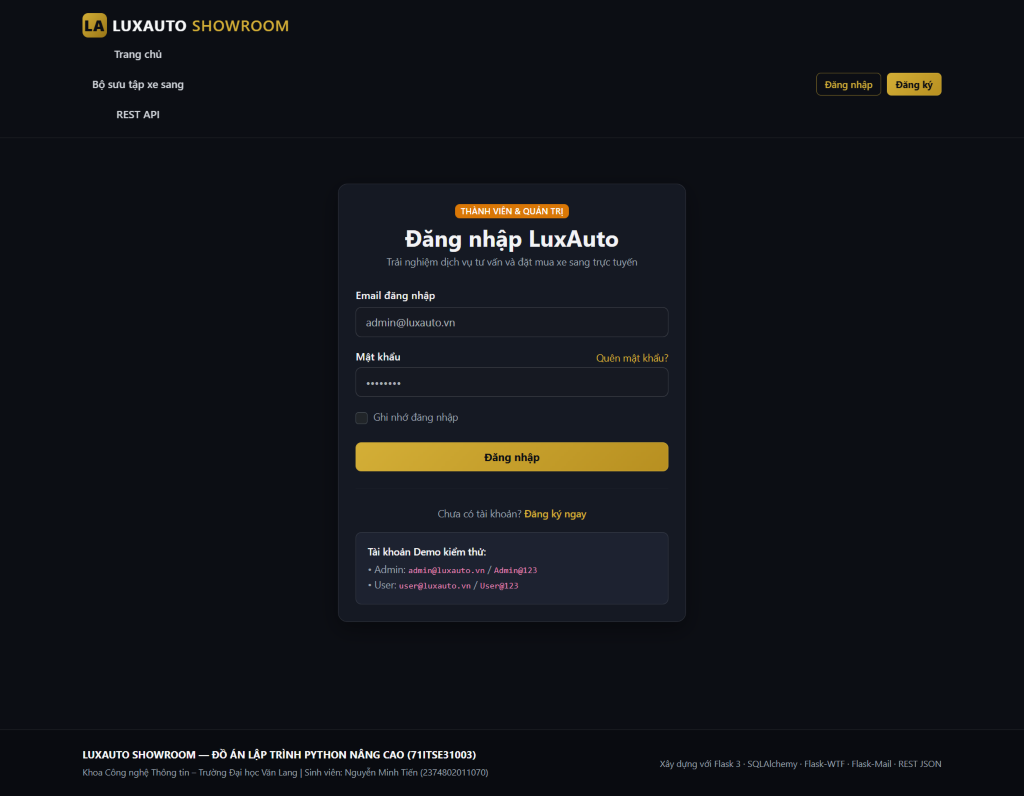 LA LUXAUTO SHOWROOM
Trang chủ
Bộ sưu tập xe sang
REST API
Đăng nhập
Đăng ký
THÀNH VIÊN & QUẢN TRỊ
Đăng nhập LuxAuto
Trải nghiệm dịch vụ tư vấn và đặt mua xe sang trực tuyến
Email đăng nhập
admin@luxauto.vn
Mật khẩu
Quên mật khẩu?
••••••••
Ghi nhớ đăng nhập
Đăng nhập
Chưa có tài khoản? Đăng ký ngay
Tài khoản Demo kiểm thử:
• Admin: admin@luxauto.vn / Admin@123
• User: user@luxauto.vn / User@123
LUXAUTO SHOWROOM — ĐỒ ÁN LẬP TRÌNH PYTHON NÂNG CAO (71ITSE31003)
Khoa Công nghệ Thông tin – Trường Đại học Văn Lang | Sinh viên: Nguyễn Minh Tiến (2374802011070)
Xây dựng với Flask 3 · SQLAlchemy · Flask-WTF · Flask-Mail · REST JSON